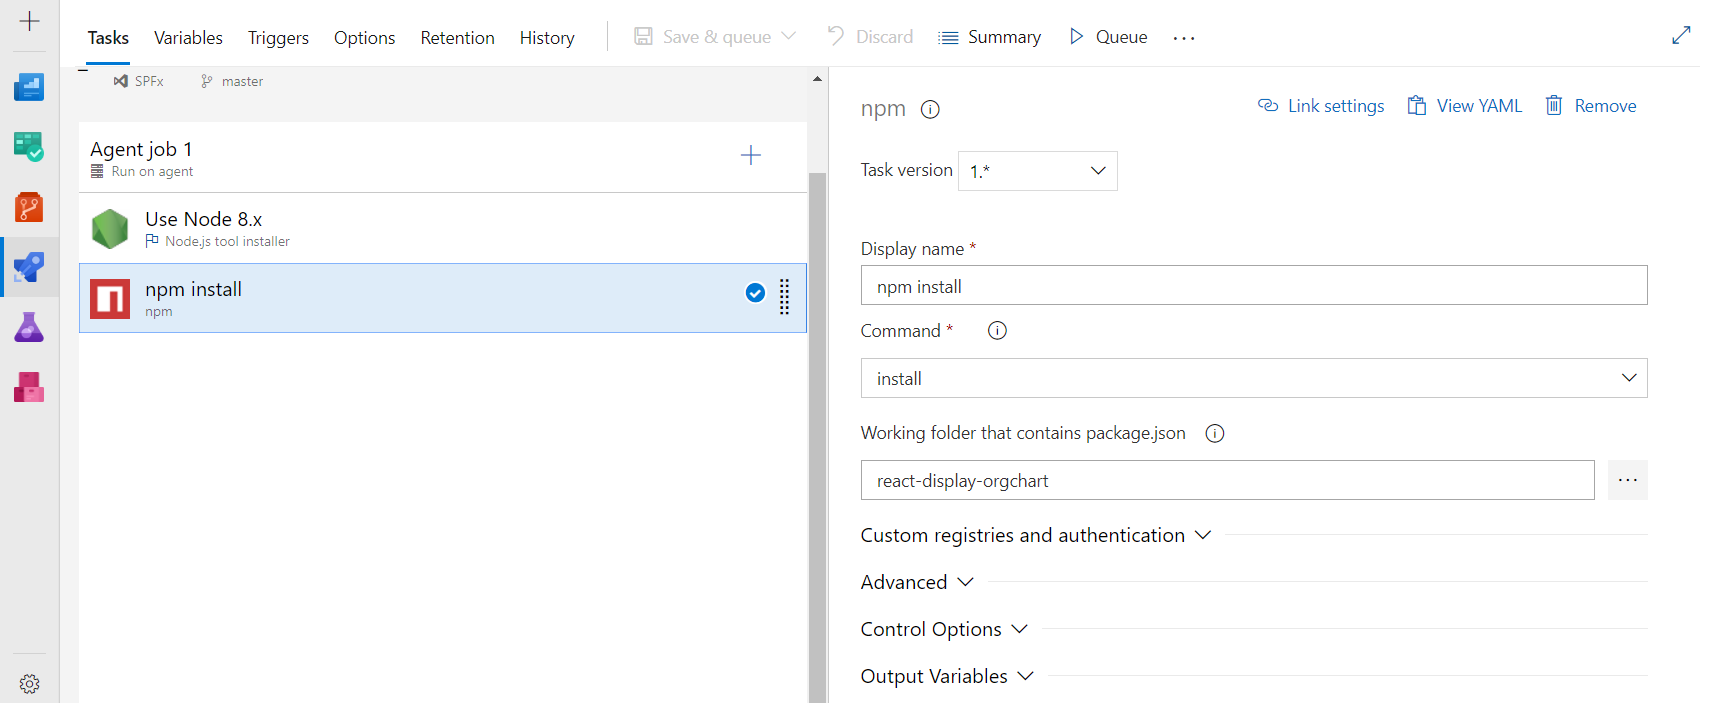 Tasks Variables Triggers Options Retention History Save & queue Discard Summary Queue ...
SPFx master
Agent job 1
Run on agent
Use Node 8.x
Node.js tool installer
npm install
npm
npm Link settings View YAML Remove
Task version 1.*
Display name *
npm install
Command *
install
Working folder that contains package.json
react-display-orgchart ...
Custom registries and authentication
Advanced
Control Options
Output Variables